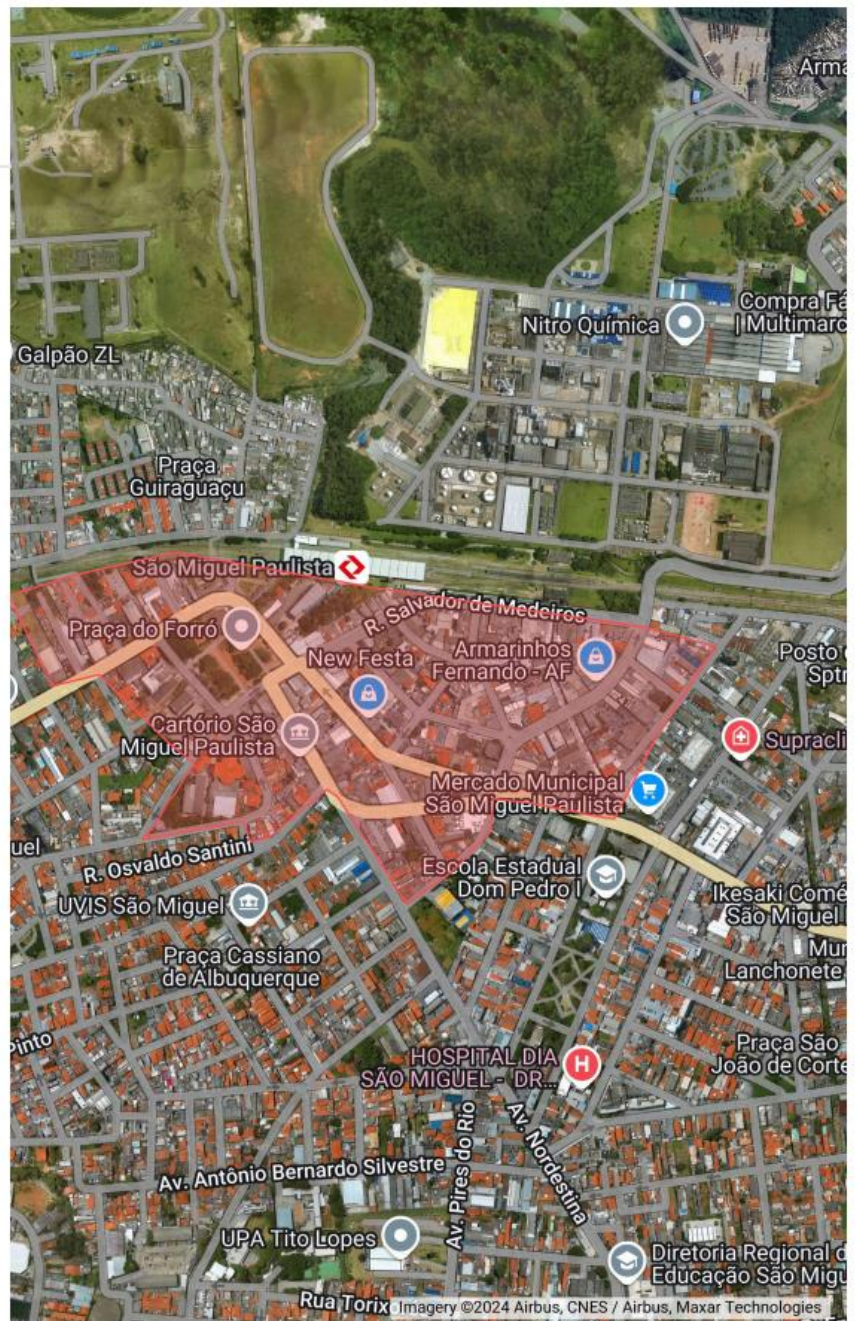 Arma
Nitro Química
Compra Fá
| Multimarc
Galpão ZL
Praça
Guiraguaçu
São Miguel Paulista
R. Salvador de Medeiros
Praça do Forró
New Festa
Armarinhos
Fernando - AF
Posto
Sptr
Cartório São
Miguel Paulista
Supracli
Mercado Municipal
São Miguel Paulista
guel
uel
R. Osvaldo Santini
Escola Estadual
Dom Pedro I
UVIS São Miguel
Ikesaki Comé
São Miguel
Praça Cassiano
de Albuquerque
Mur
Lanchonete
Pinto
HOSPITAL DIA
SÃO MIGUEL - DR...
H
Praça São
João de Corte
Av. Pires do Rio
Av. Nordestina
Av. Antônio Bernardo Silvestre
UPA Tito Lopes
Diretoria Regional d
Educação São Migu
Rua Torix
Imagery ©2024 Airbus, CNES / Airbus, Maxar Technologies